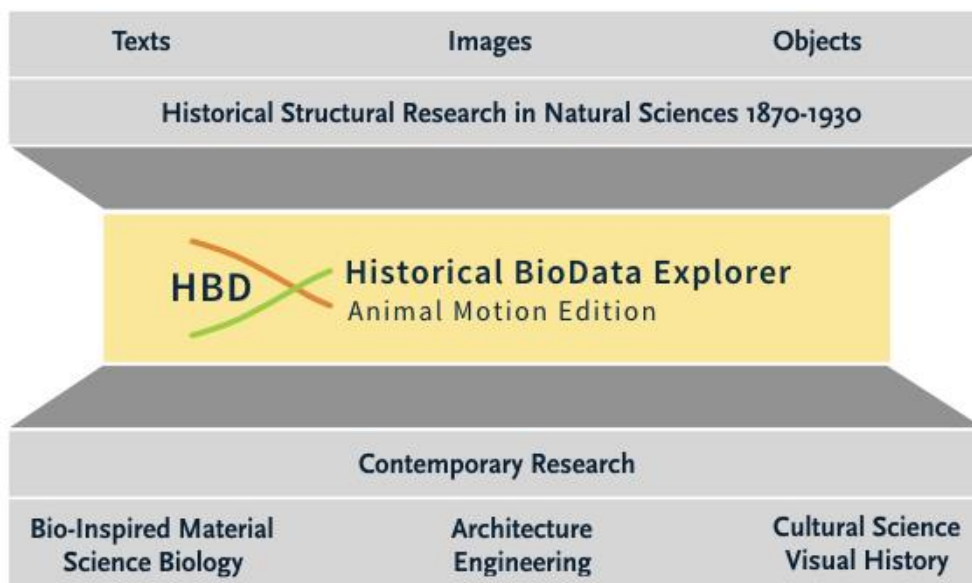 Texts Images Objects
Historical Structural Research in Natural Sciences 1870-1930
HBD
Historical BioData Explorer
Animal Motion Edition
Contemporary Research
Bio-Inspired Material
Science Biology
Architecture
Engineering
Cultural Science
Visual History